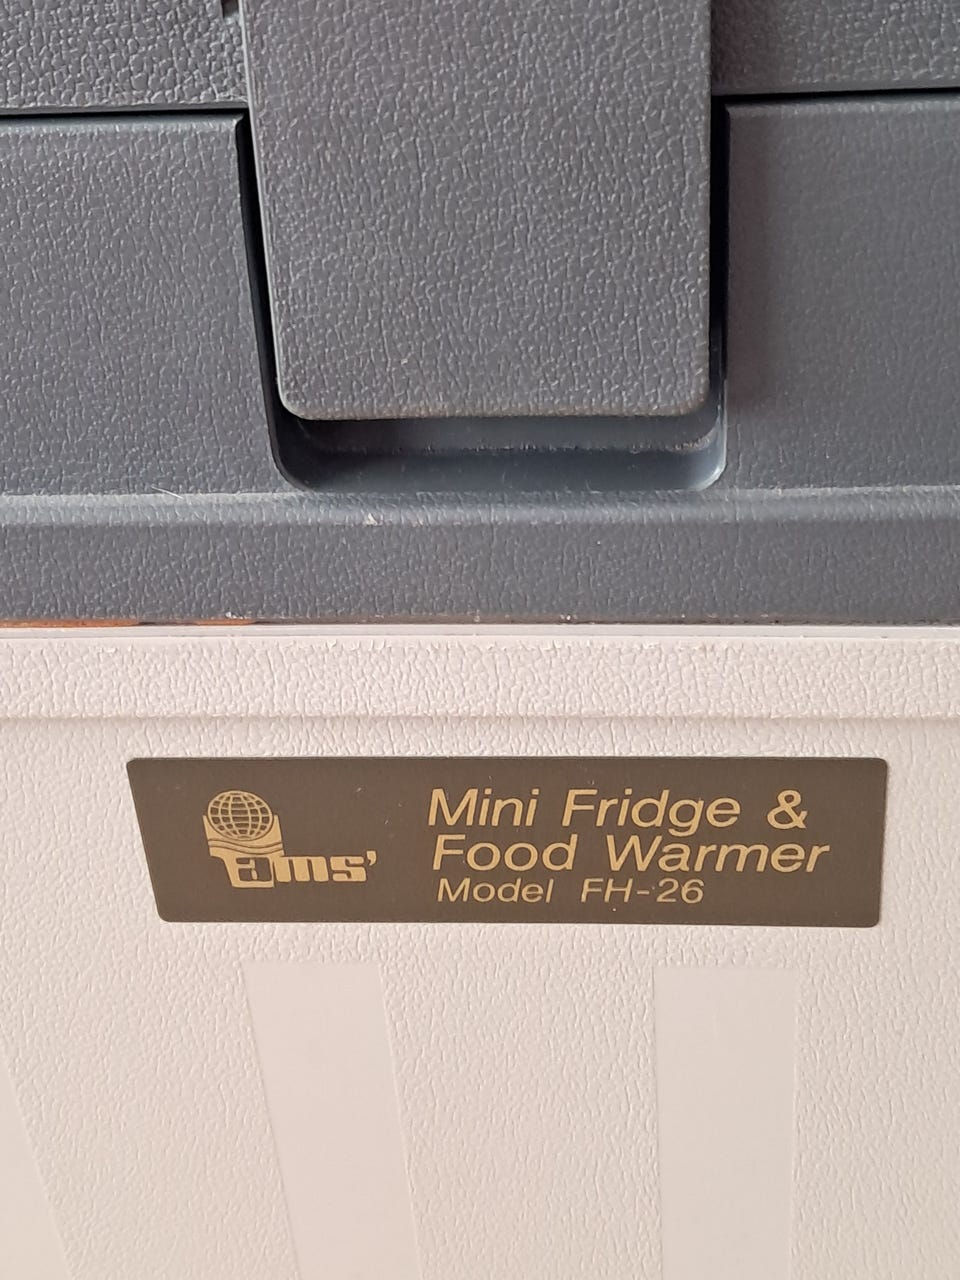 ams'
Mini Fridge &
Food Warmer
Model FH-26